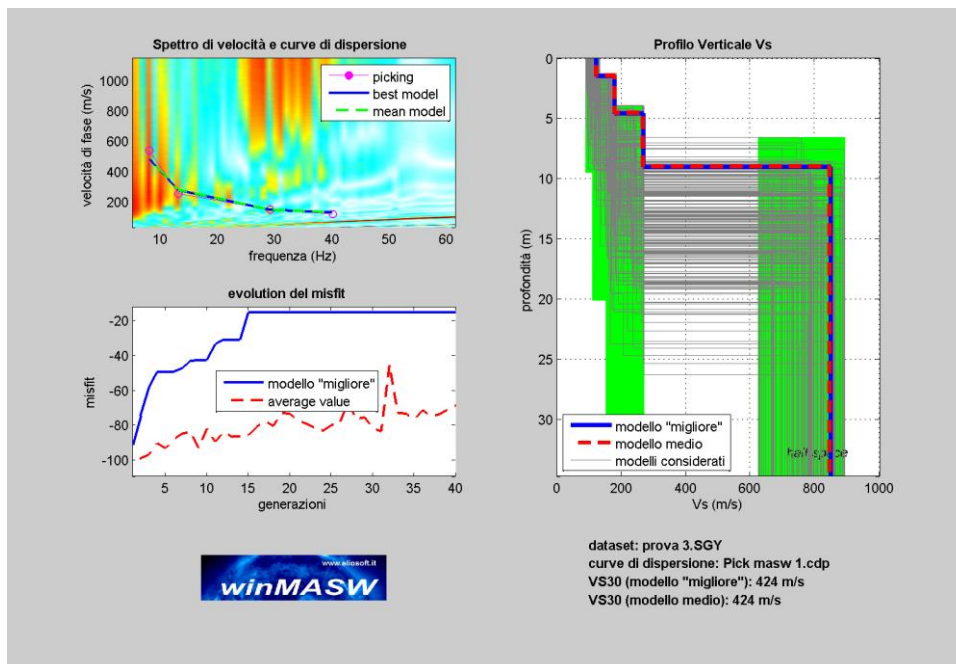 Spettro di velocità e curve di dispersione
1000
800
600
400
200
velocità di fase (m/s)
picking
best model
mean model
10
20
30
40
50
60
frequenza (Hz)
evolution del misfit
-20
-40
-60
-80
-100
misfit
modello "migliore"
average value
5
10
15
20
25
30
35
40
generazioni
www.eliosoft.it
winMASW
Profilo Verticale Vs
0
5
10
15
20
25
30
profondità (m)
half-space
modello "migliore"
modello medio
modelli considerati
0
200
400
600
800
1000
Vs (m/s)
dataset: prova 3.SGY
curve di dispersione: Pick masw 1.cdp
VS30 (modello "migliore"): 424 m/s
VS30 (modello medio): 424 m/s